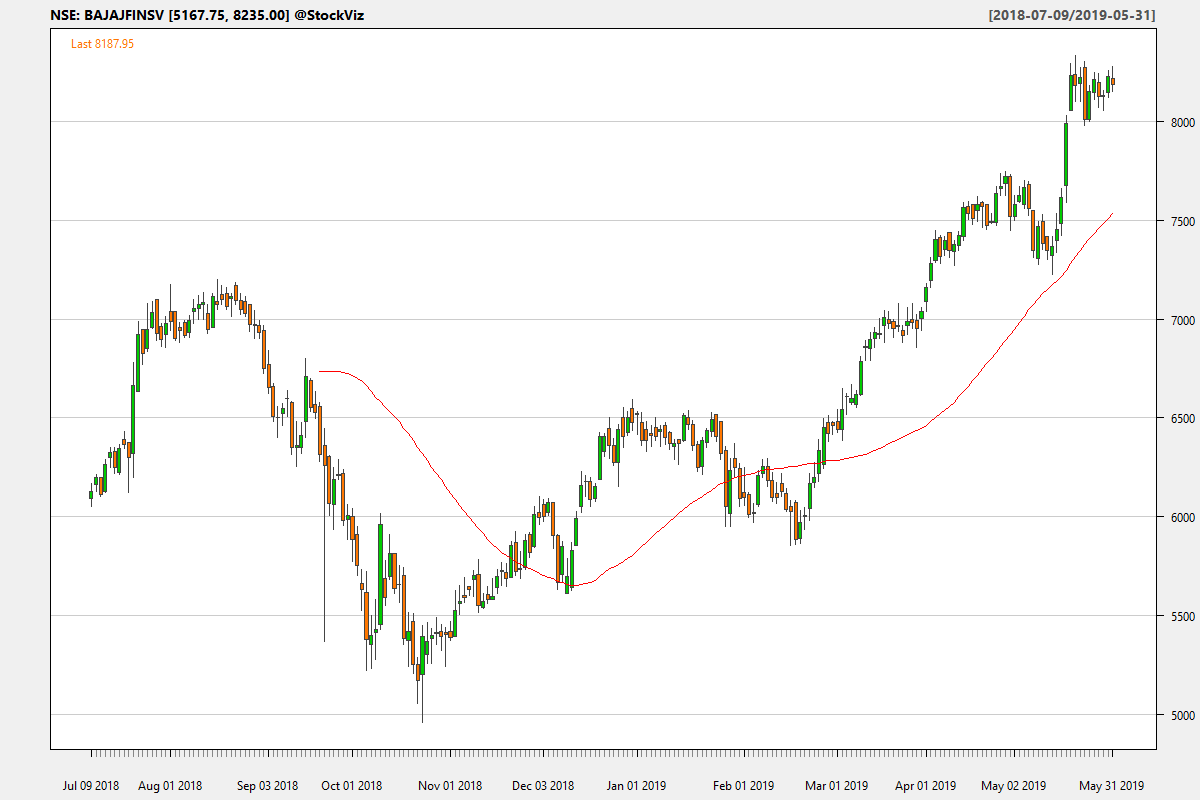 NSE: BAJAJFINSV [5167.75, 8235.00] @StockViz
[2018-07-09/2019-05-31]
Last 8187.95
8000
7500
7000
6500
6000
5500
5000
Jul 09 2018 Aug 01 2018 Sep 03 2018 Oct 01 2018 Nov 01 2018 Dec 03 2018 Jan 01 2019 Feb 01 2019 Mar 01 2019 Apr 01 2019 May 02 2019 May 31 2019